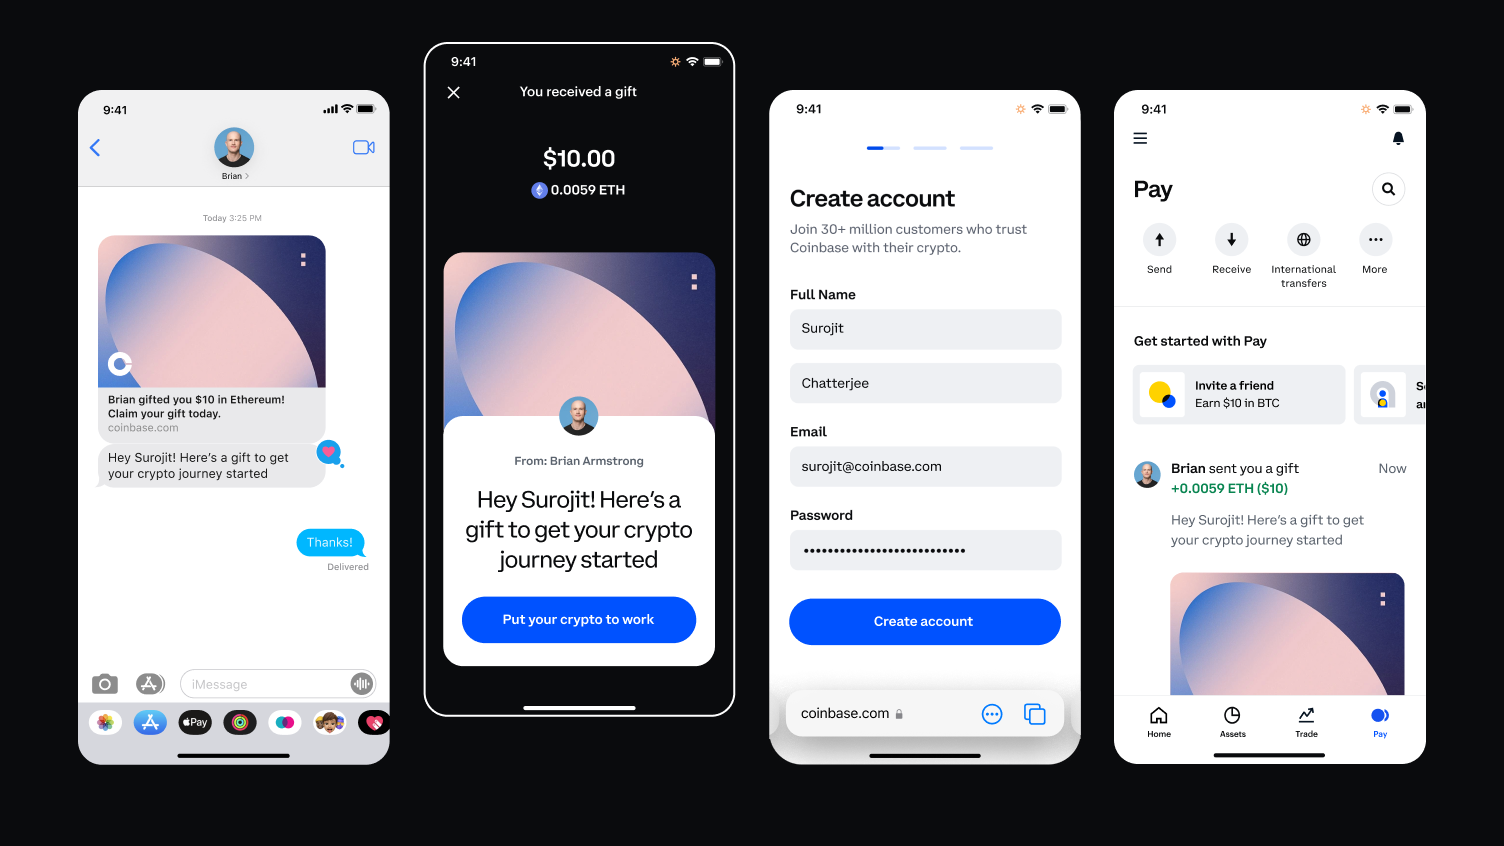 9:41
Brian
Today 3:25 PM
Brian gifted you $10 in Ethereum!
Claim your gift today.
coinbase.com
Hey Surojit! Here's a gift to get
your crypto journey started
Thanks!
Delivered
iMessage
Pay
9:41
You received a gift
$10.00
0.0059 ETH
From: Brian Armstrong
Hey Surojit! Here's a
gift to get your crypto
journey started
Put your crypto to work
9:41
Create account
Join 30+ million customers who trust
Coinbase with their crypto.
Full Name
Surojit
Chatterjee
Email
surojit@coinbase.com
Password
Create account
coinbase.com
9:41
Pay
Send
Receive
International
transfers
More
Get started with Pay
Invite a friend
Earn $10 in BTC
Brian sent you a gift
Now
+0.0059 ETH ($10)
Hey Surojit! Here's a gift to get
your crypto journey started
Home
Assets
Trade
Pay